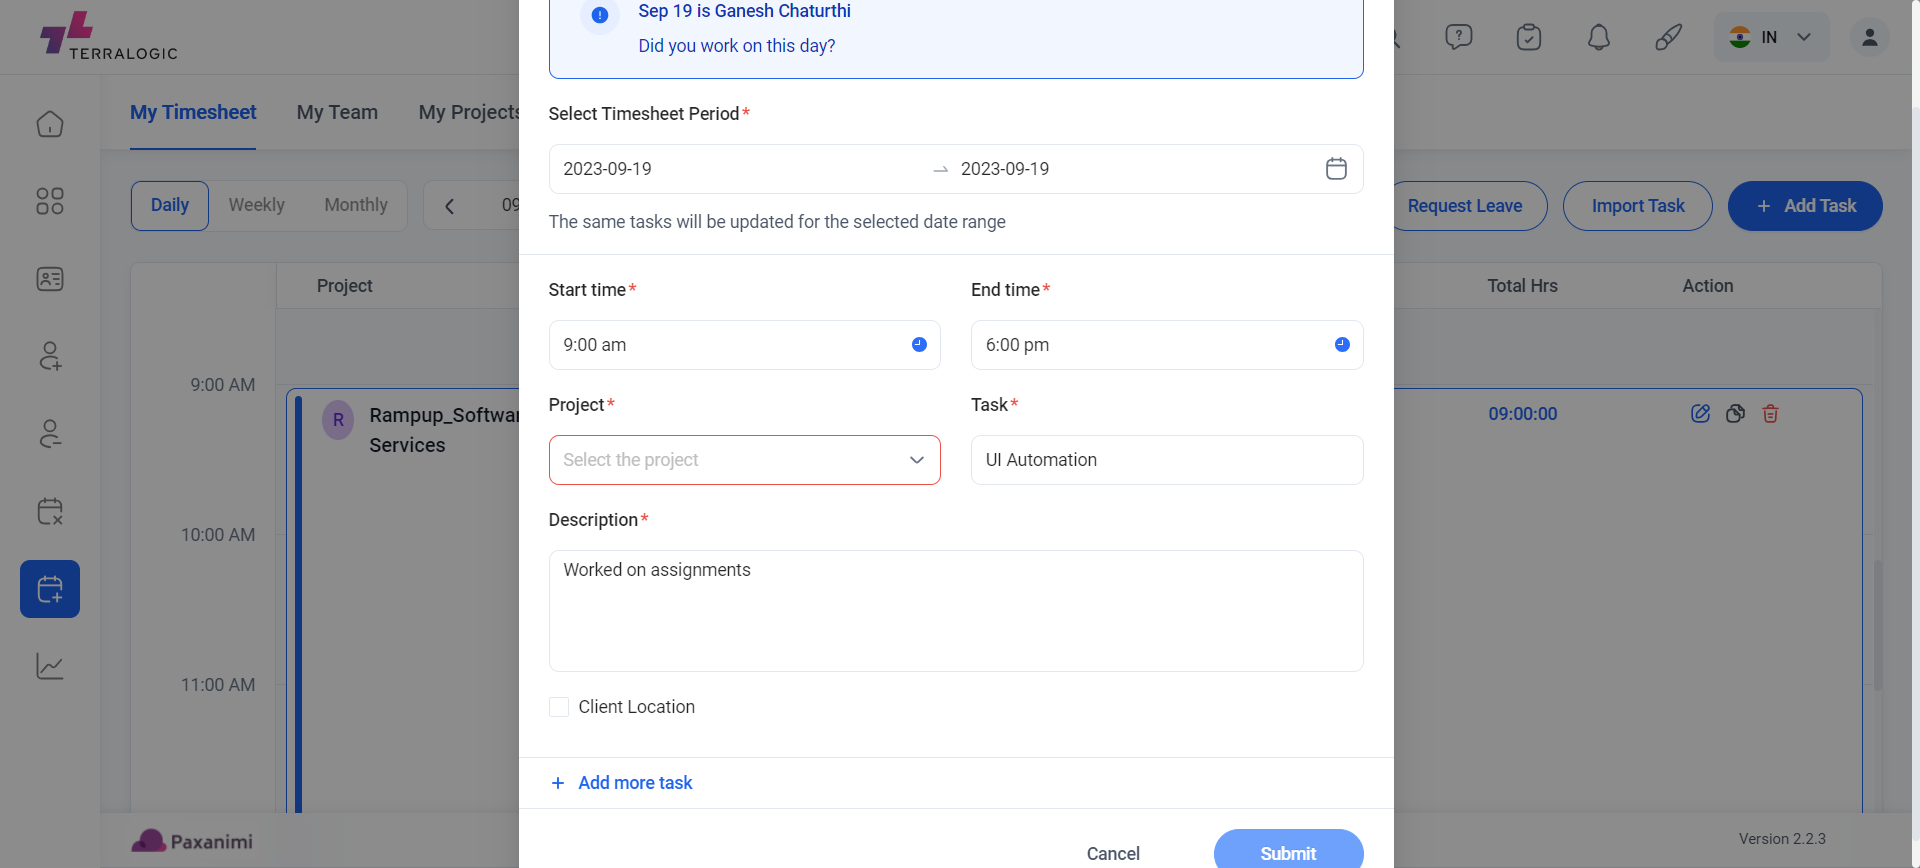 TERRALOGIC
Sep 19 is Ganesh Chaturthi
Did you work on this day?
IN
My Timesheet
My Team
My Projects
Daily
Weekly
Monthly
09
Request Leave
Import Task
+ Add Task
Select Timesheet Period*
2023-09-19 → 2023-09-19
The same tasks will be updated for the selected date range
Project
Total Hrs
Action
Start time*
End time*
9:00 am
6:00 pm
Project*
Task*
Select the project
UI Automation
Description*
Worked on assignments
Client Location
+ Add more task
Cancel
Submit
9:00 AM
R
Rampup_Softwar
Services
09:00:00
10:00 AM
11:00 AM
Paxanimi
Version 2.2.3